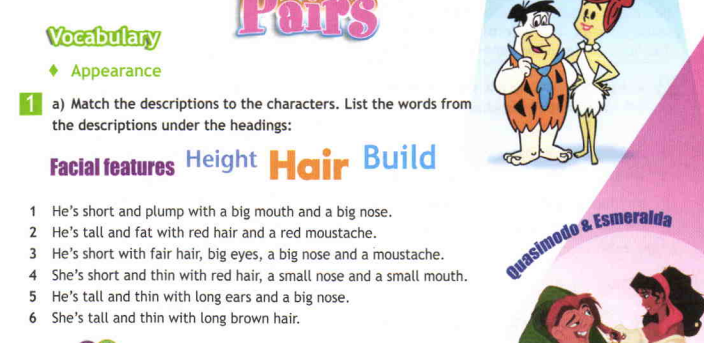 Pairs
Vocabulary
♦ Appearance
1 a) Match the descriptions to the characters. List the words from
the descriptions under the headings:
Facial features Height Hair Build
1 He's short and plump with a big mouth and a big nose.
2 He's tall and fat with red hair and a red moustache.
3 He's short with fair hair, big eyes, a big nose and a moustache.
4 She's short and thin with red hair, a small nose and a small mouth.
5 He's tall and thin with long ears and a big nose.
6 She's tall and thin with long brown hair.
Quasimodo & Esmeralda